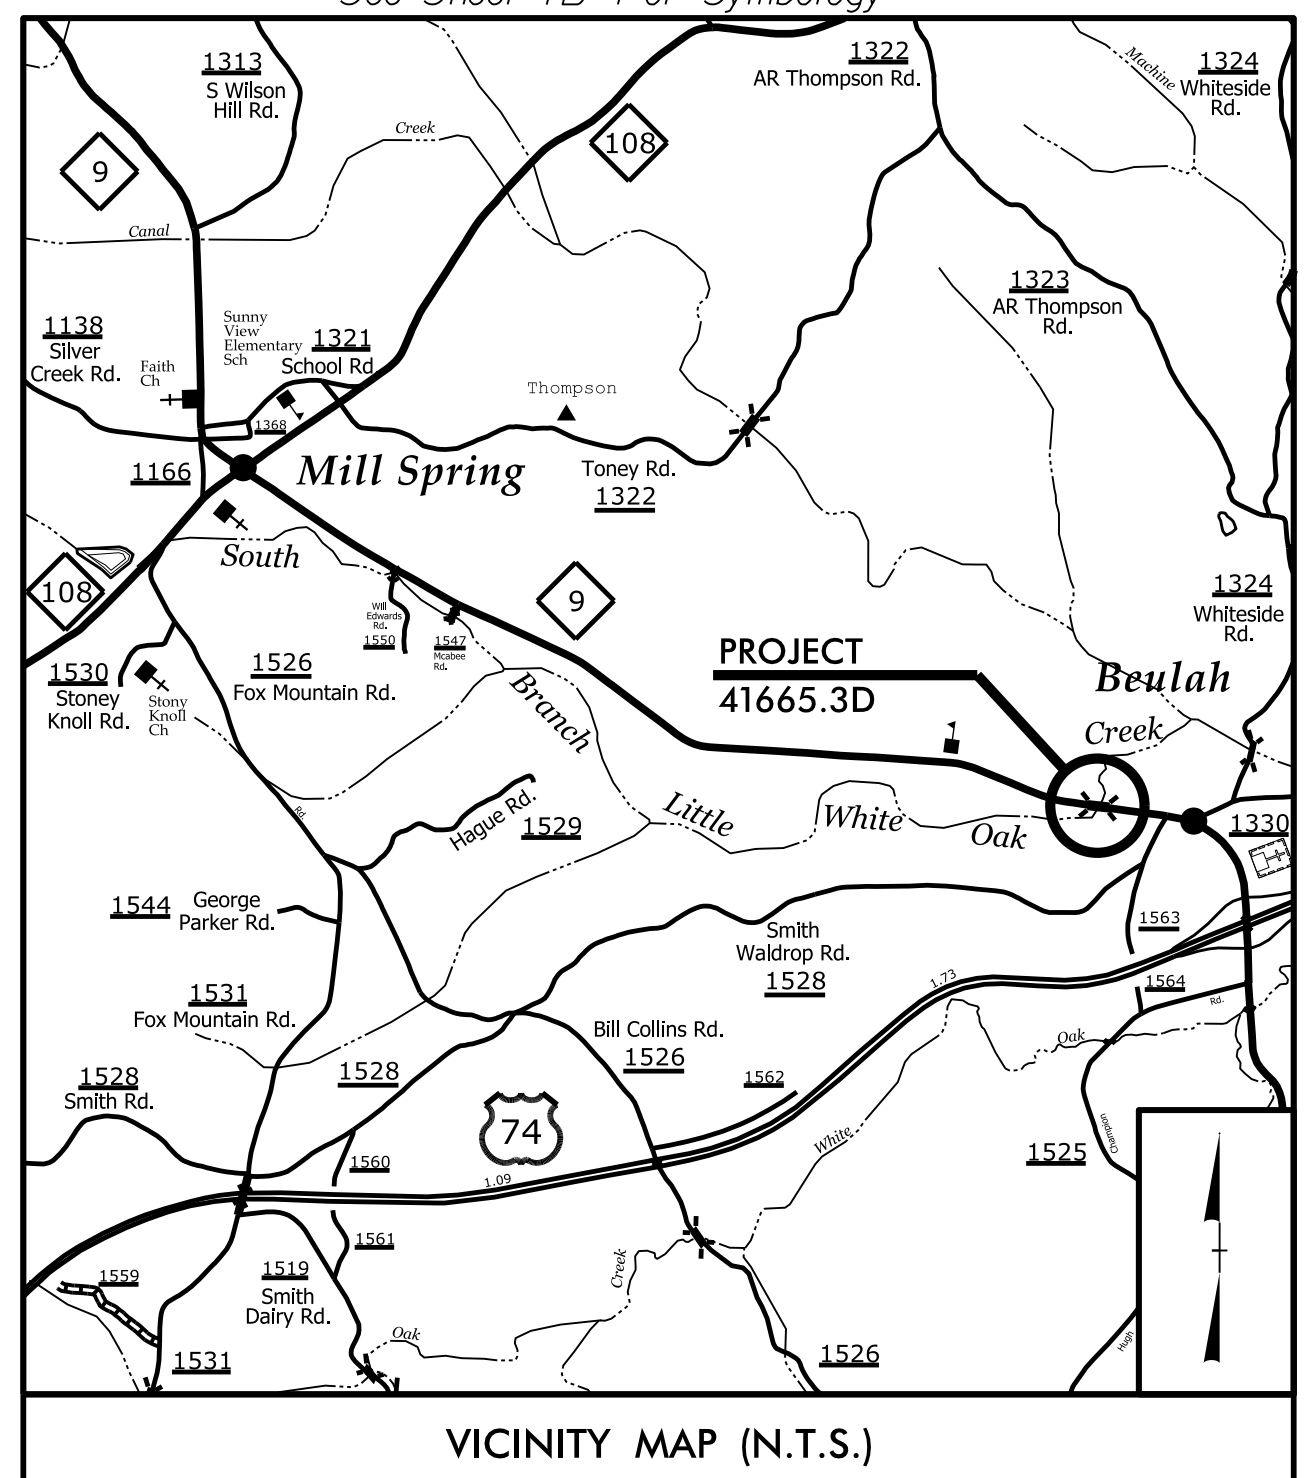 1313
S Wilson
Hill Rd.
1322
AR Thompson Rd.
Machine
1324
Whiteside
Rd.
9
Creek
108
Canal
1323
AR Thompson
Rd.
1138
Silver
Creek Rd.
Faith
Ch
Sunny
View
Elementary
Sch
1321
School Rd
Thompson
1368
1166
Mill Spring
Toney Rd.
1322
South
108
9
1324
Whiteside
Rd.
Will
Edwards
Rd.
1550
1547
Mcabee
Rd.
1530
Stoney
Knoll Rd.
Stony
Knoll
Ch
1526
Fox Mountain Rd.
Branch
PROJECT
41665.3D
Beulah
Creek
Rd.
Hague Rd.
1529
Little
White
Oak
1330
1544
George
Parker Rd.
Smith
Waldrop Rd.
1528
1563
1.73
1564
Rd.
1531
Fox Mountain Rd.
Bill Collins Rd.
1526
Oak
1528
Smith Rd.
1528
1562
74
White
Champion
1525
1560
1.09
1561
Creek
1559
1519
Smith
Dairy Rd.
Oak
1531
1526
Hugh
VICINITY MAP (N.T.S.)